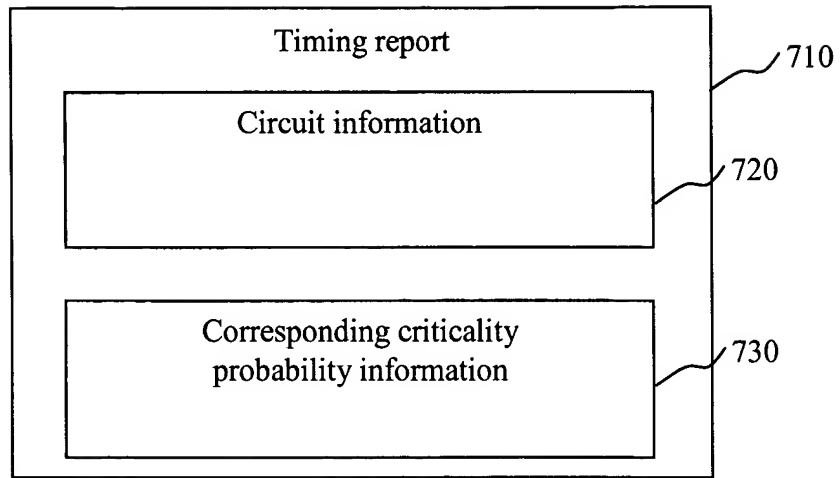 Timing report
710
Circuit information
720
Corresponding criticality
probability information
730